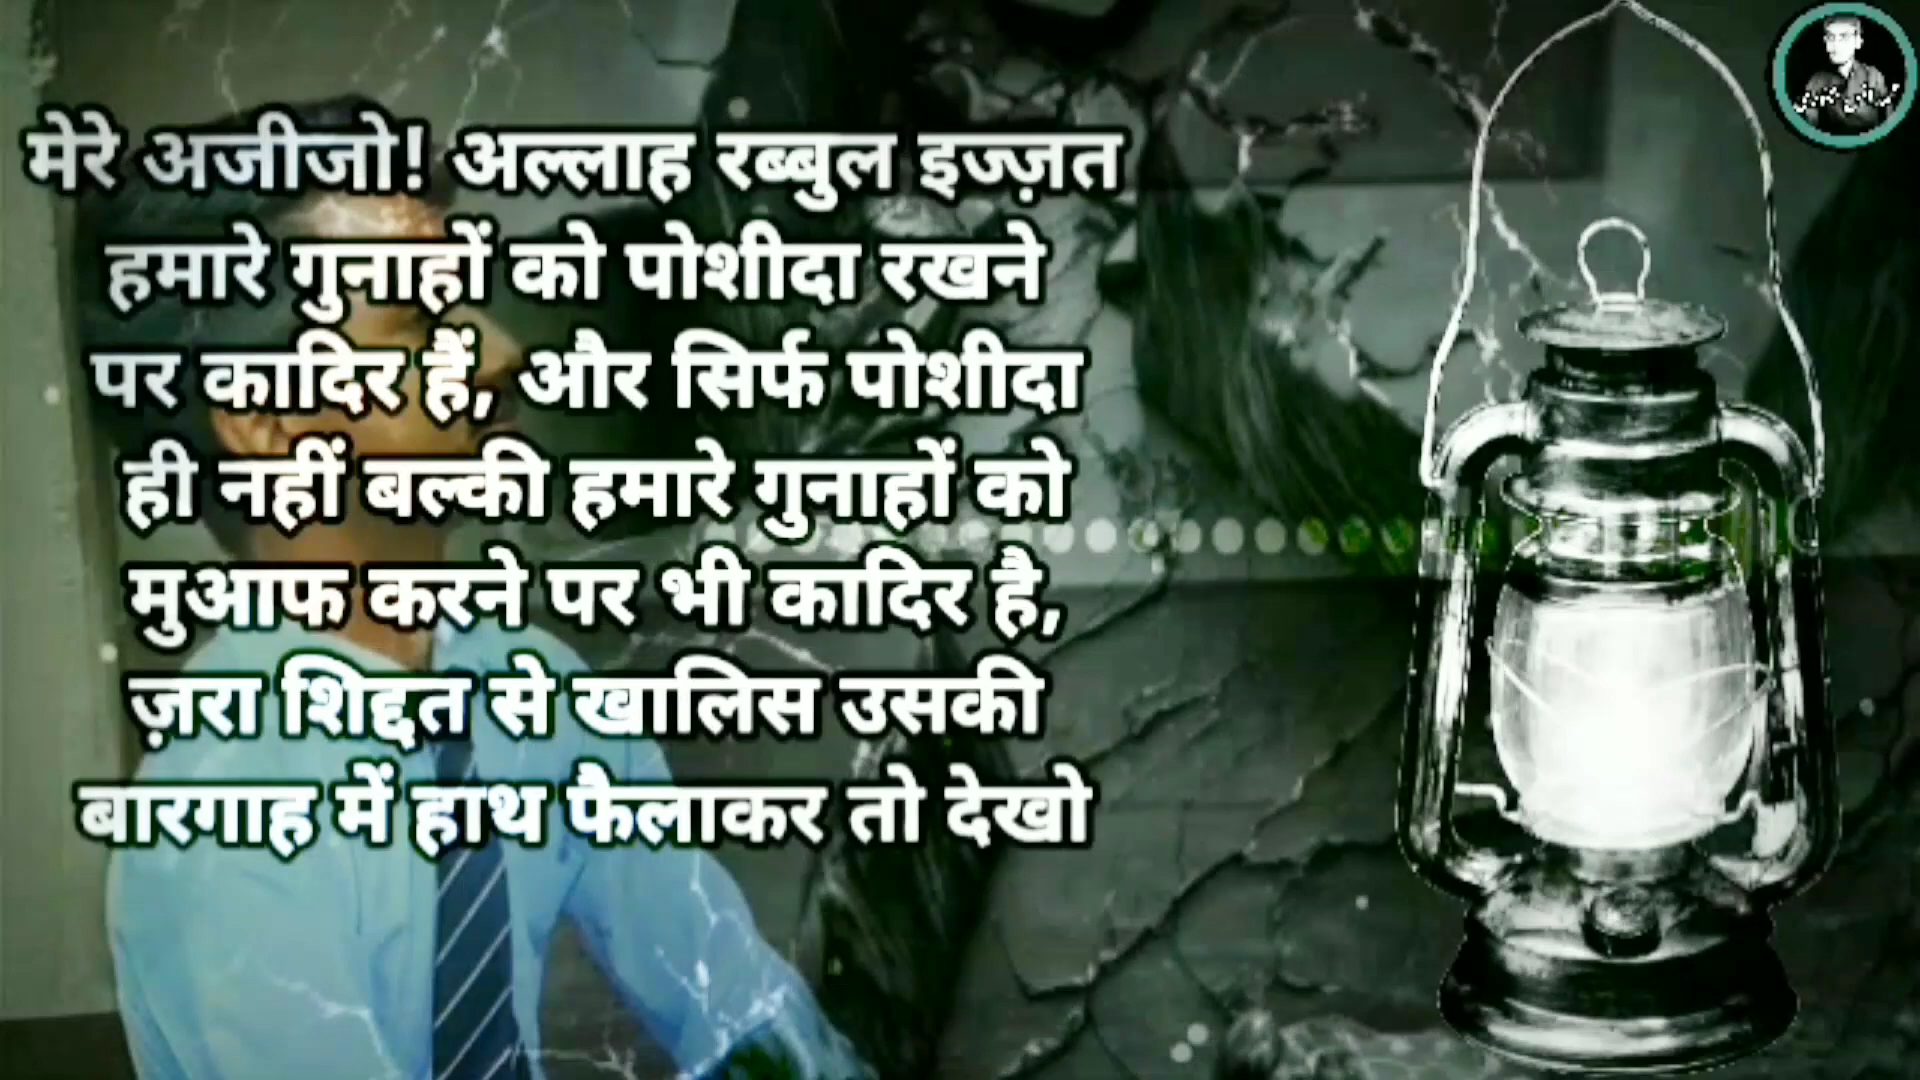 मेरे अजीजो! अल्लाह रब्बुल इज्ज़त
हमारे गुनाहों को पोशीदा रखने
पर कादिर हैं, और सिर्फ पोशीदा
ही नहीं बल्की हमारे गुनाहों को
मुआफ करने पर भी कादिर है,
ज़रा शिद्दत से खालिस उसकी
बारगाह में हाथ फैलाकर तो देखो